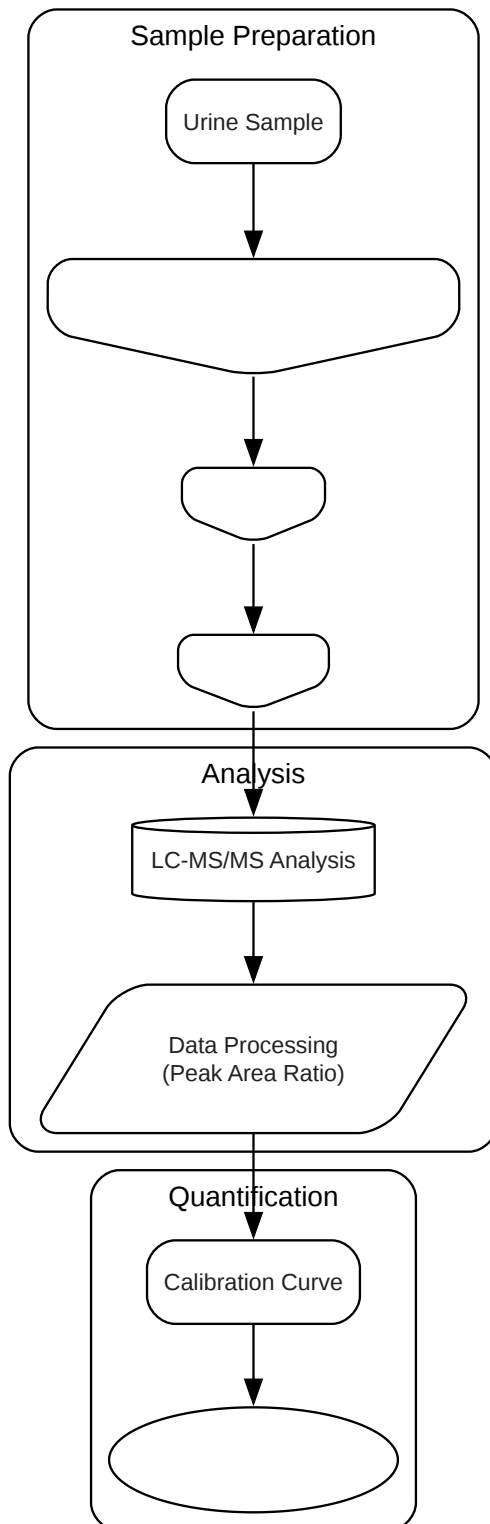 Sample Preparation
Urine Sample
Analysis
LC-MS/MS Analysis
Data Processing
(Peak Area Ratio)
Quantification
Calibration Curve